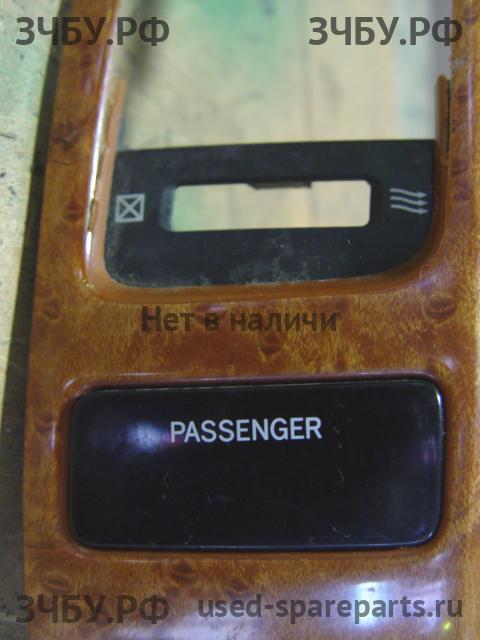 ЗЧБУ.РФ ЗЧБУ.РФ
Нет в наличи
PASSENGER
ЗЧБУ.РФ used-spareparts.ru